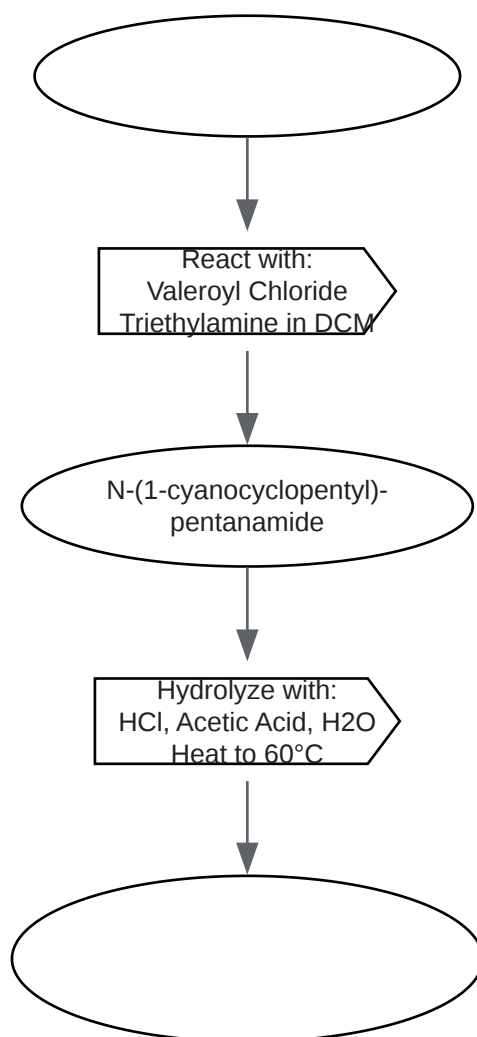 React with:
Valeroyl Chloride
Triethylamine in DCM
N-(1-cyanocyclopentyl)-
pentanamide
Hydrolyze with:
HCl, Acetic Acid, H2O
Heat to 60°C